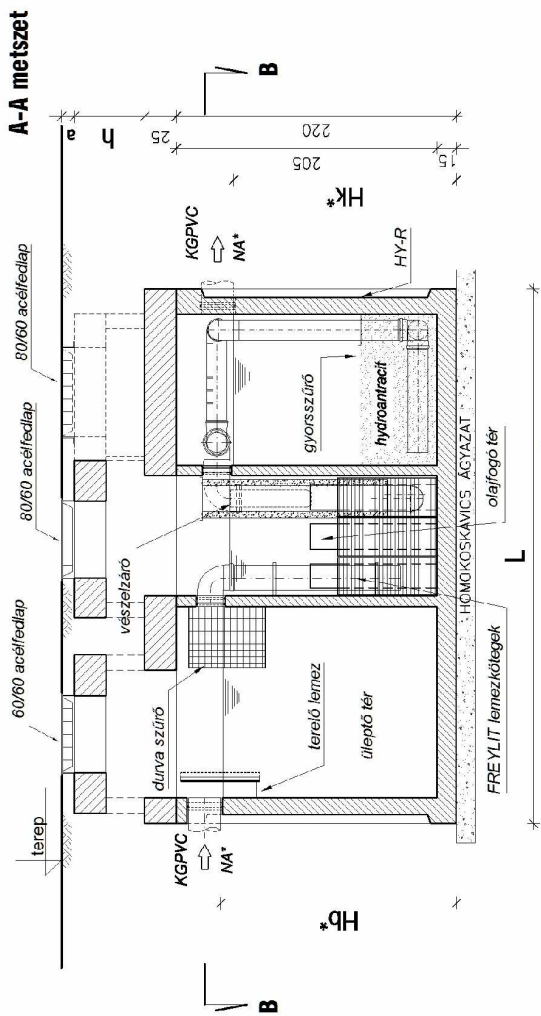 A-A metszet
60/60 acélfedlap
80/60 acélfedlap
80/60 acélfedlap
terep
a
h
25
220
205
15
B
B
vészelzáró
durva szűrő
terelő lemez
ülepítő tér
gyorsszűrő
hydroantracit
KGPVC
NA*
KGPVC
NA*
HY-R
Hb*
Hk*
HOMOKOSKAVICS ÁGYAZAT
FREYLIT lemezkötegek
olajfogó tér
L